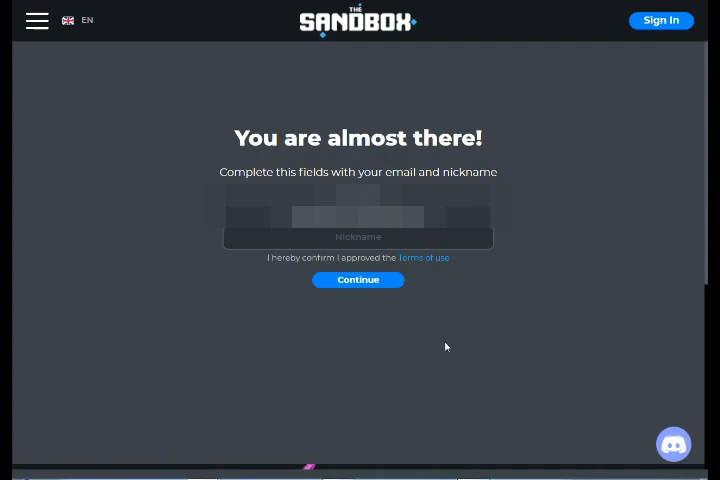 EN
THE
SANDBOX
Sign In
You are almost there!
Complete this fields with your email and nickname
Nickname
I hereby confirm I approved the Terms of use
Continue